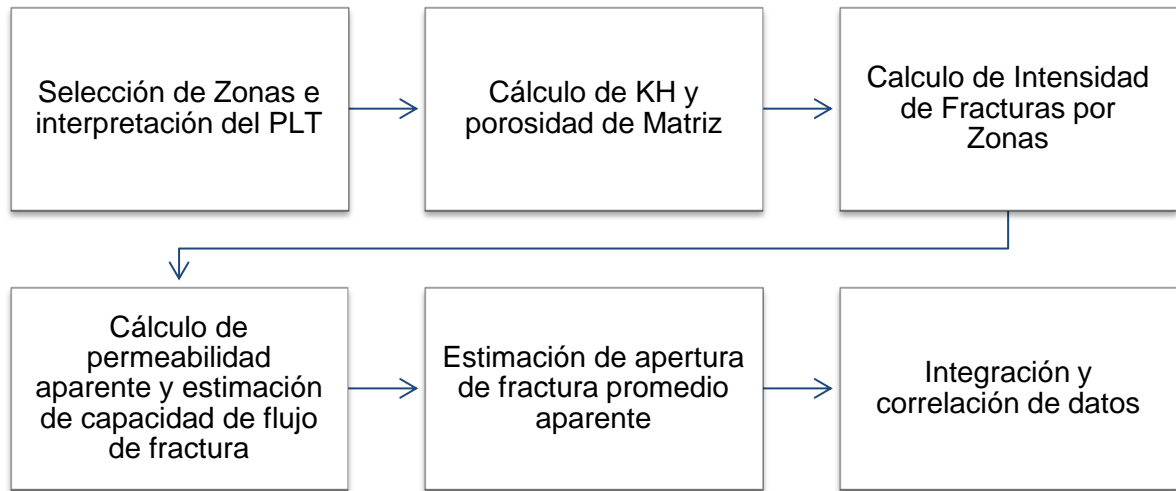 Selección de Zonas e
interpretación del PLT
Cálculo de KH y
porosidad de Matriz
Calculo de Intensidad
de Fracturas por
Zonas
Cálculo de
permeabilidad
aparente y estimación
de capacidad de flujo
de fractura
Estimación de apertura
de fractura promedio
aparente
Integración y
correlación de datos